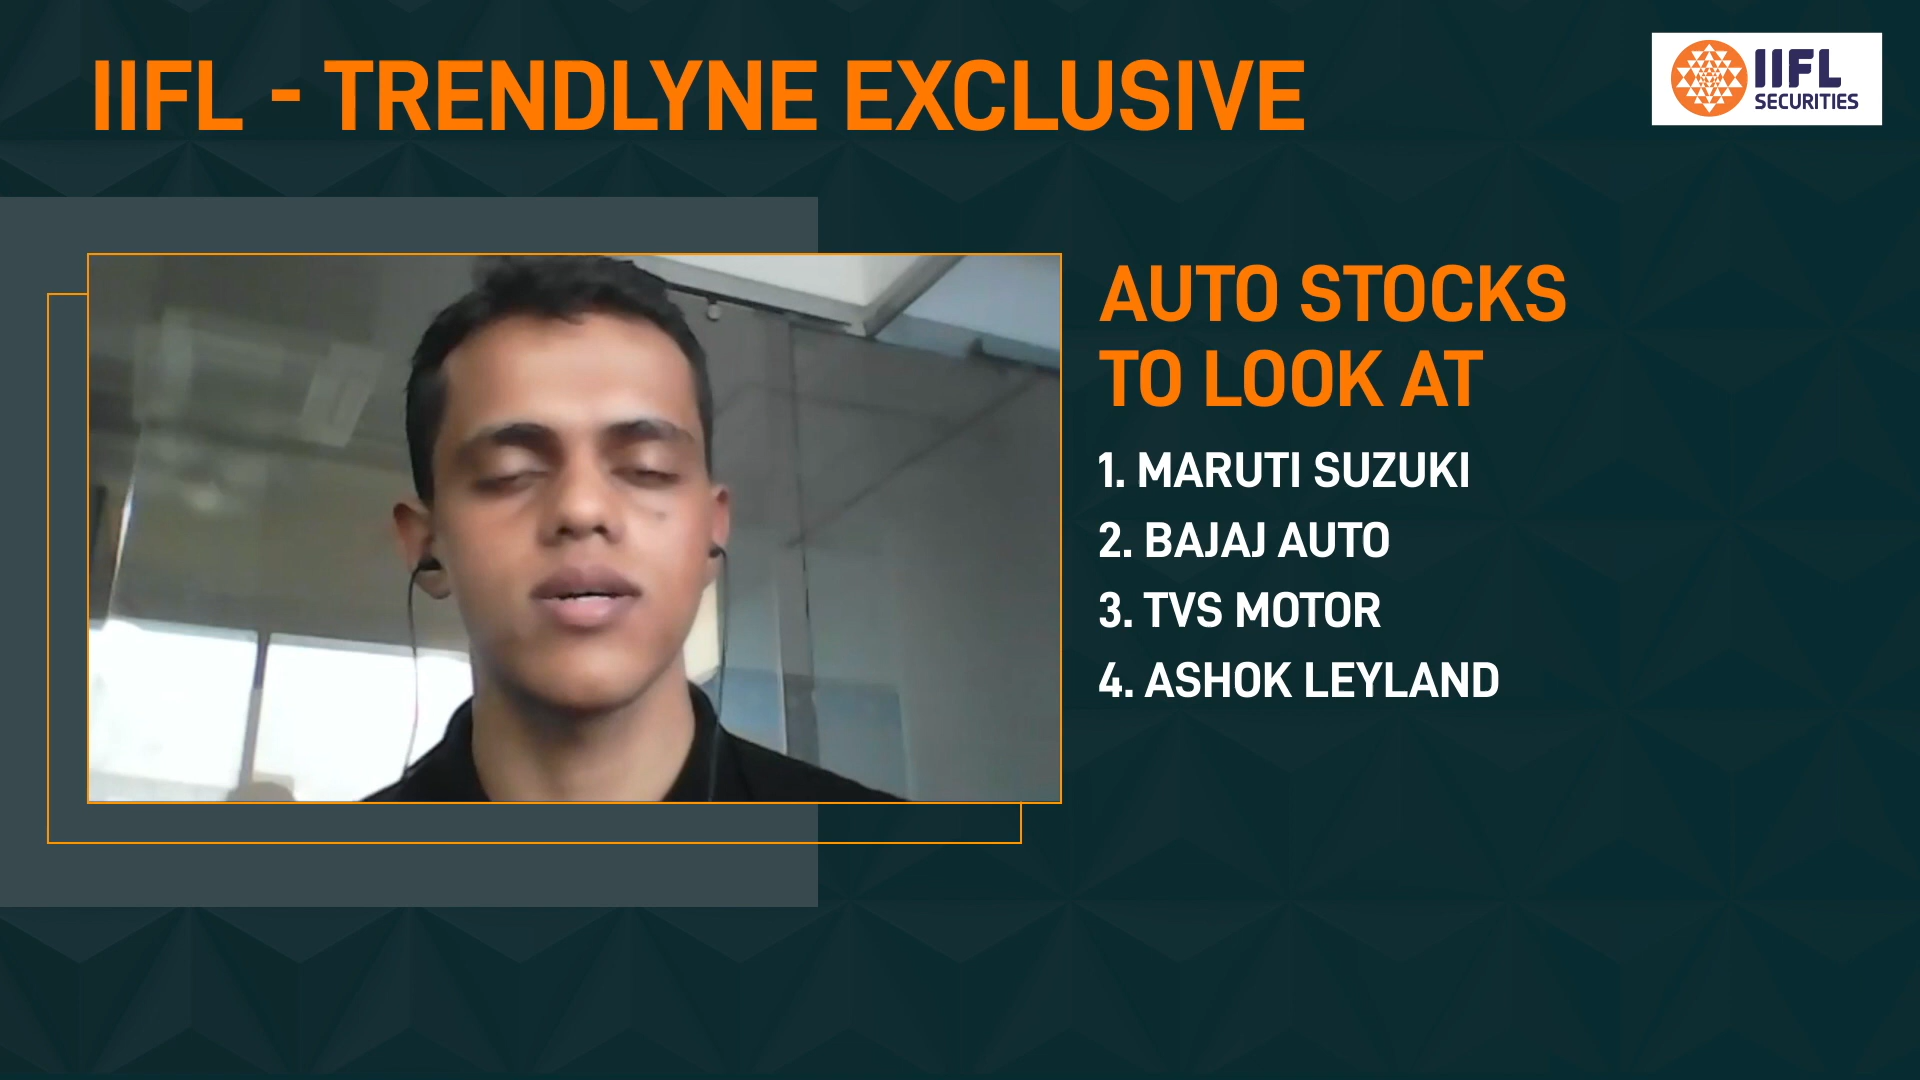 IIFL - TRENDLYNE EXCLUSIVE
IIFL
SECURITIES
AUTO STOCKS
TO LOOK AT
1. MARUTI SUZUKI
2. BAJAJ AUTO
3. TVS MOTOR
4. ASHOK LEYLAND